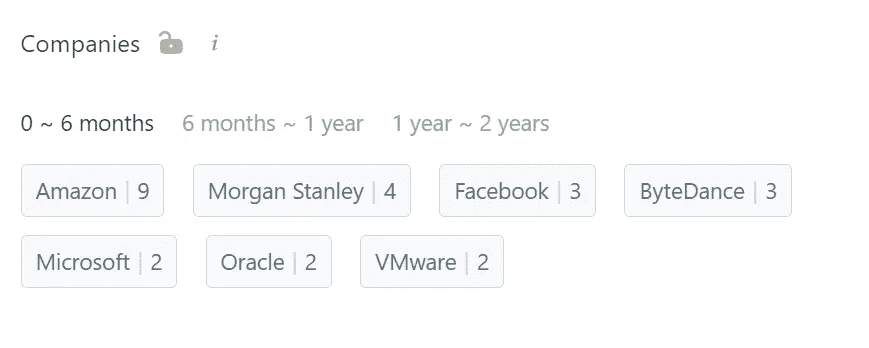 Companies i
0 ~ 6 months 6 months ~ 1 year 1 year ~ 2 years
Amazon | 9 Morgan Stanley | 4 Facebook | 3 ByteDance | 3
Microsoft | 2 Oracle | 2 VMware | 2